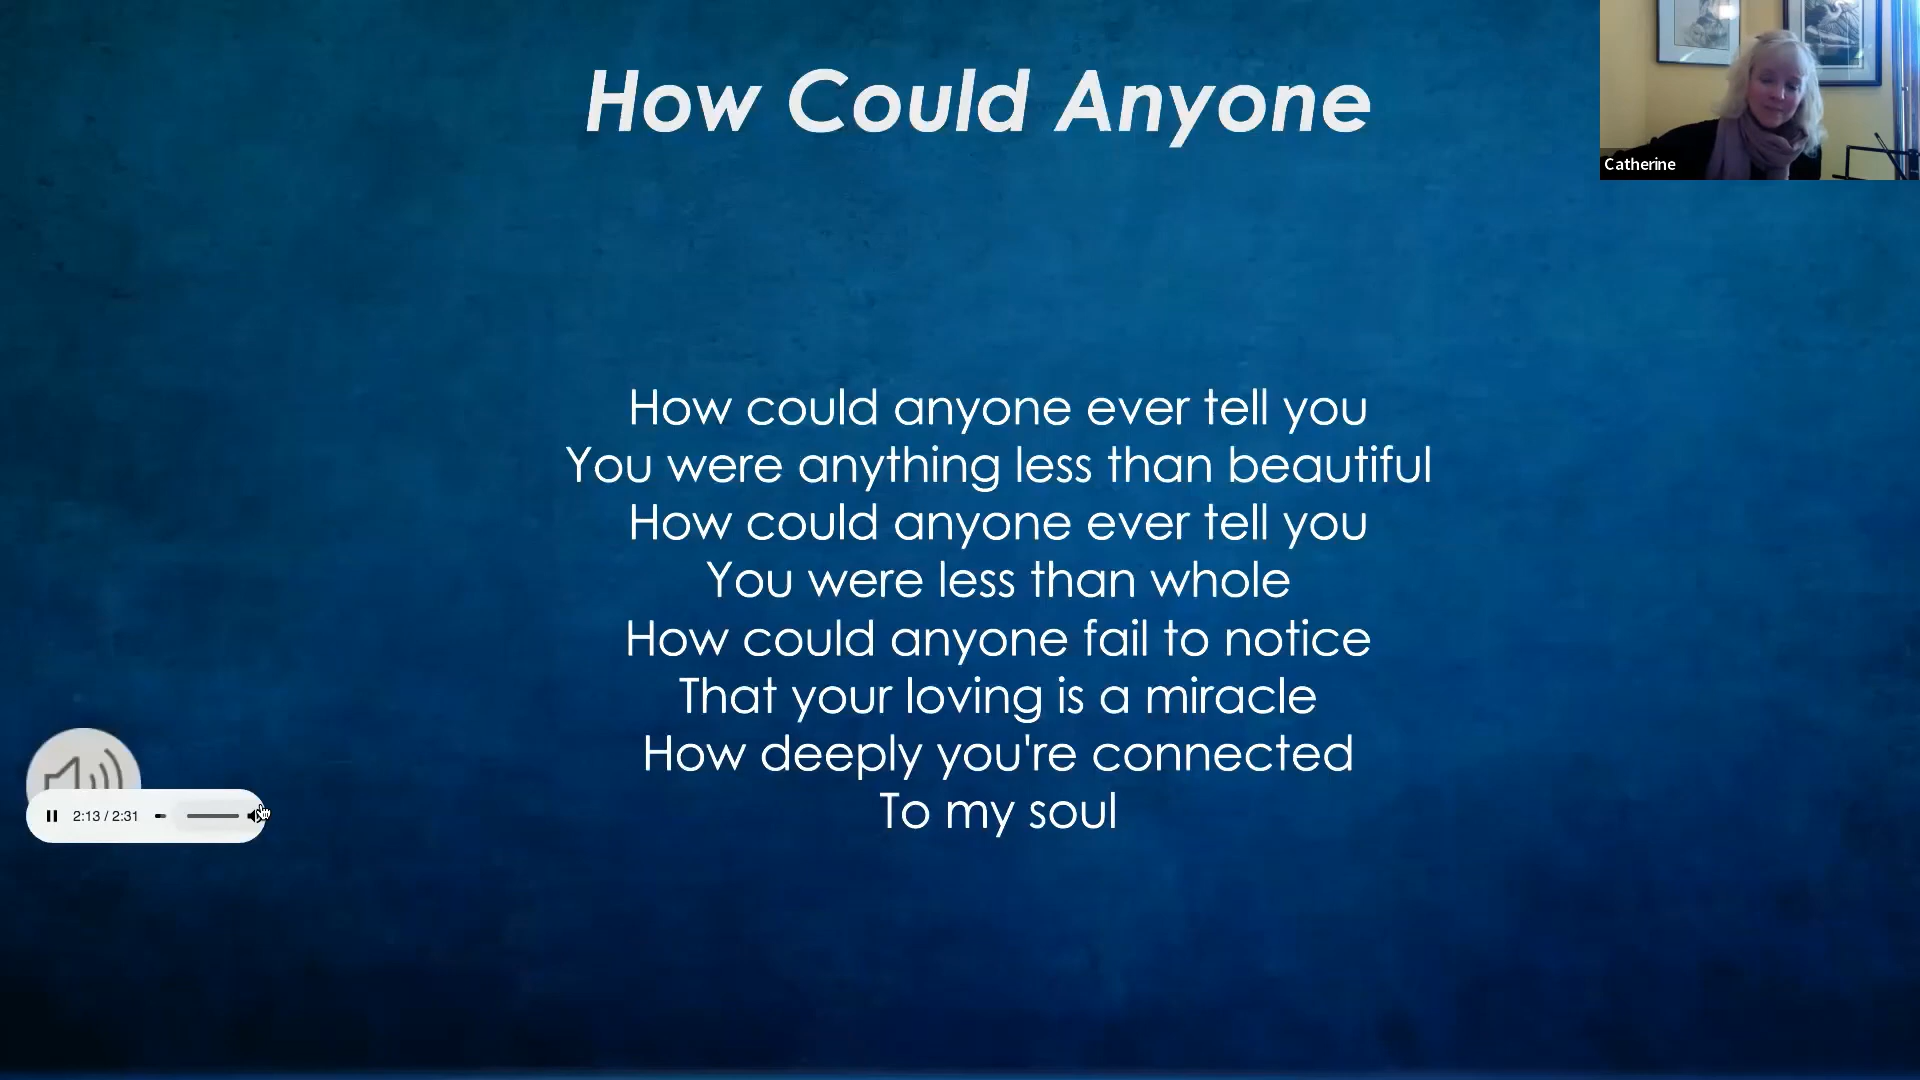 How Could Anyone
Catherine
How could anyone ever tell you
You were anything less than beautiful
How could anyone ever tell you
You were less than whole
How could anyone fail to notice
That your loving is a miracle
How deeply you're connected
To my soul
2:13 / 2:31